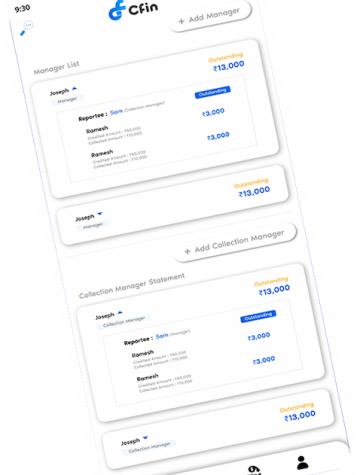 9:30
CFin
+ Add Manager
Manager List
Joseph
Manager
Outstanding
₹13,000
Reportee : Sam (Collection Manager)
Outstanding
Ramesh
Credited Amount : ₹60,000
Collected Amount : ₹10,000
₹3,000
Ramesh
Credited Amount : ₹60,000
Collected Amount : ₹10,000
₹3,000
Joseph
Manager
Outstanding
₹13,000
+ Add Collection Manager
Collection Manager Statement
Joseph
Collection Manager
Outstanding
₹13,000
Reportee : Sam (Manager)
Outstanding
Ramesh
Credited Amount : ₹60,000
Collected Amount : ₹10,000
₹3,000
Ramesh
Credited Amount : ₹60,000
Collected Amount : ₹10,000
₹3,000
Joseph
Collection Manager
Outstanding
₹13,000